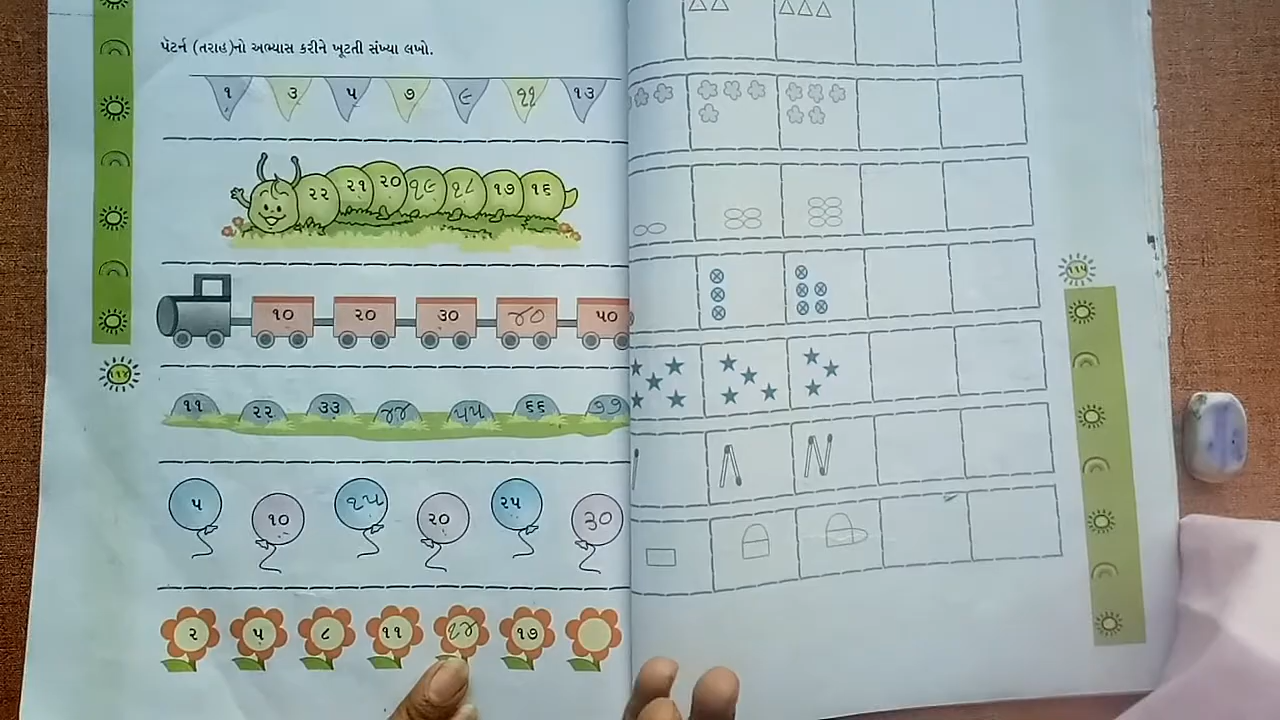 પૅટર્ન (તરાહ)નો અભ્યાસ કરીને ખૂટતી સંખ્યા લખો.
૧ ૩ ૫ ૭ ૯ ૧૧ ૧૩
૨૨ ૨૧ ૨૦ ૧૯ ૧૮ ૧૭ ૧૬
૧૦ ૨૦ ૩૦ ૪૦ ૫૦
૧૧ ૨૨ ૩૩ ૪૪ ૫૫ ૬૬ ૭૭
૫ ૧૦ ૧૫ ૨૦ ૨૫ ૩૦
૨ ૫ ૮ ૧૧ ૧૪ ૧૭